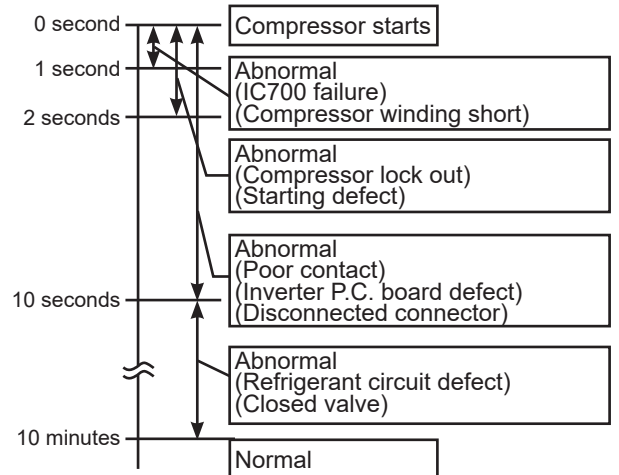 0 second
Compressor starts
1 second
Abnormal
(IC700 failure)
(Compressor winding short)
2 seconds
Abnormal
(Compressor lock out)
(Starting defect)
Abnormal
(Poor contact)
(Inverter P.C. board defect)
(Disconnected connector)
10 seconds
Abnormal
(Refrigerant circuit defect)
(Closed valve)
10 minutes
Normal